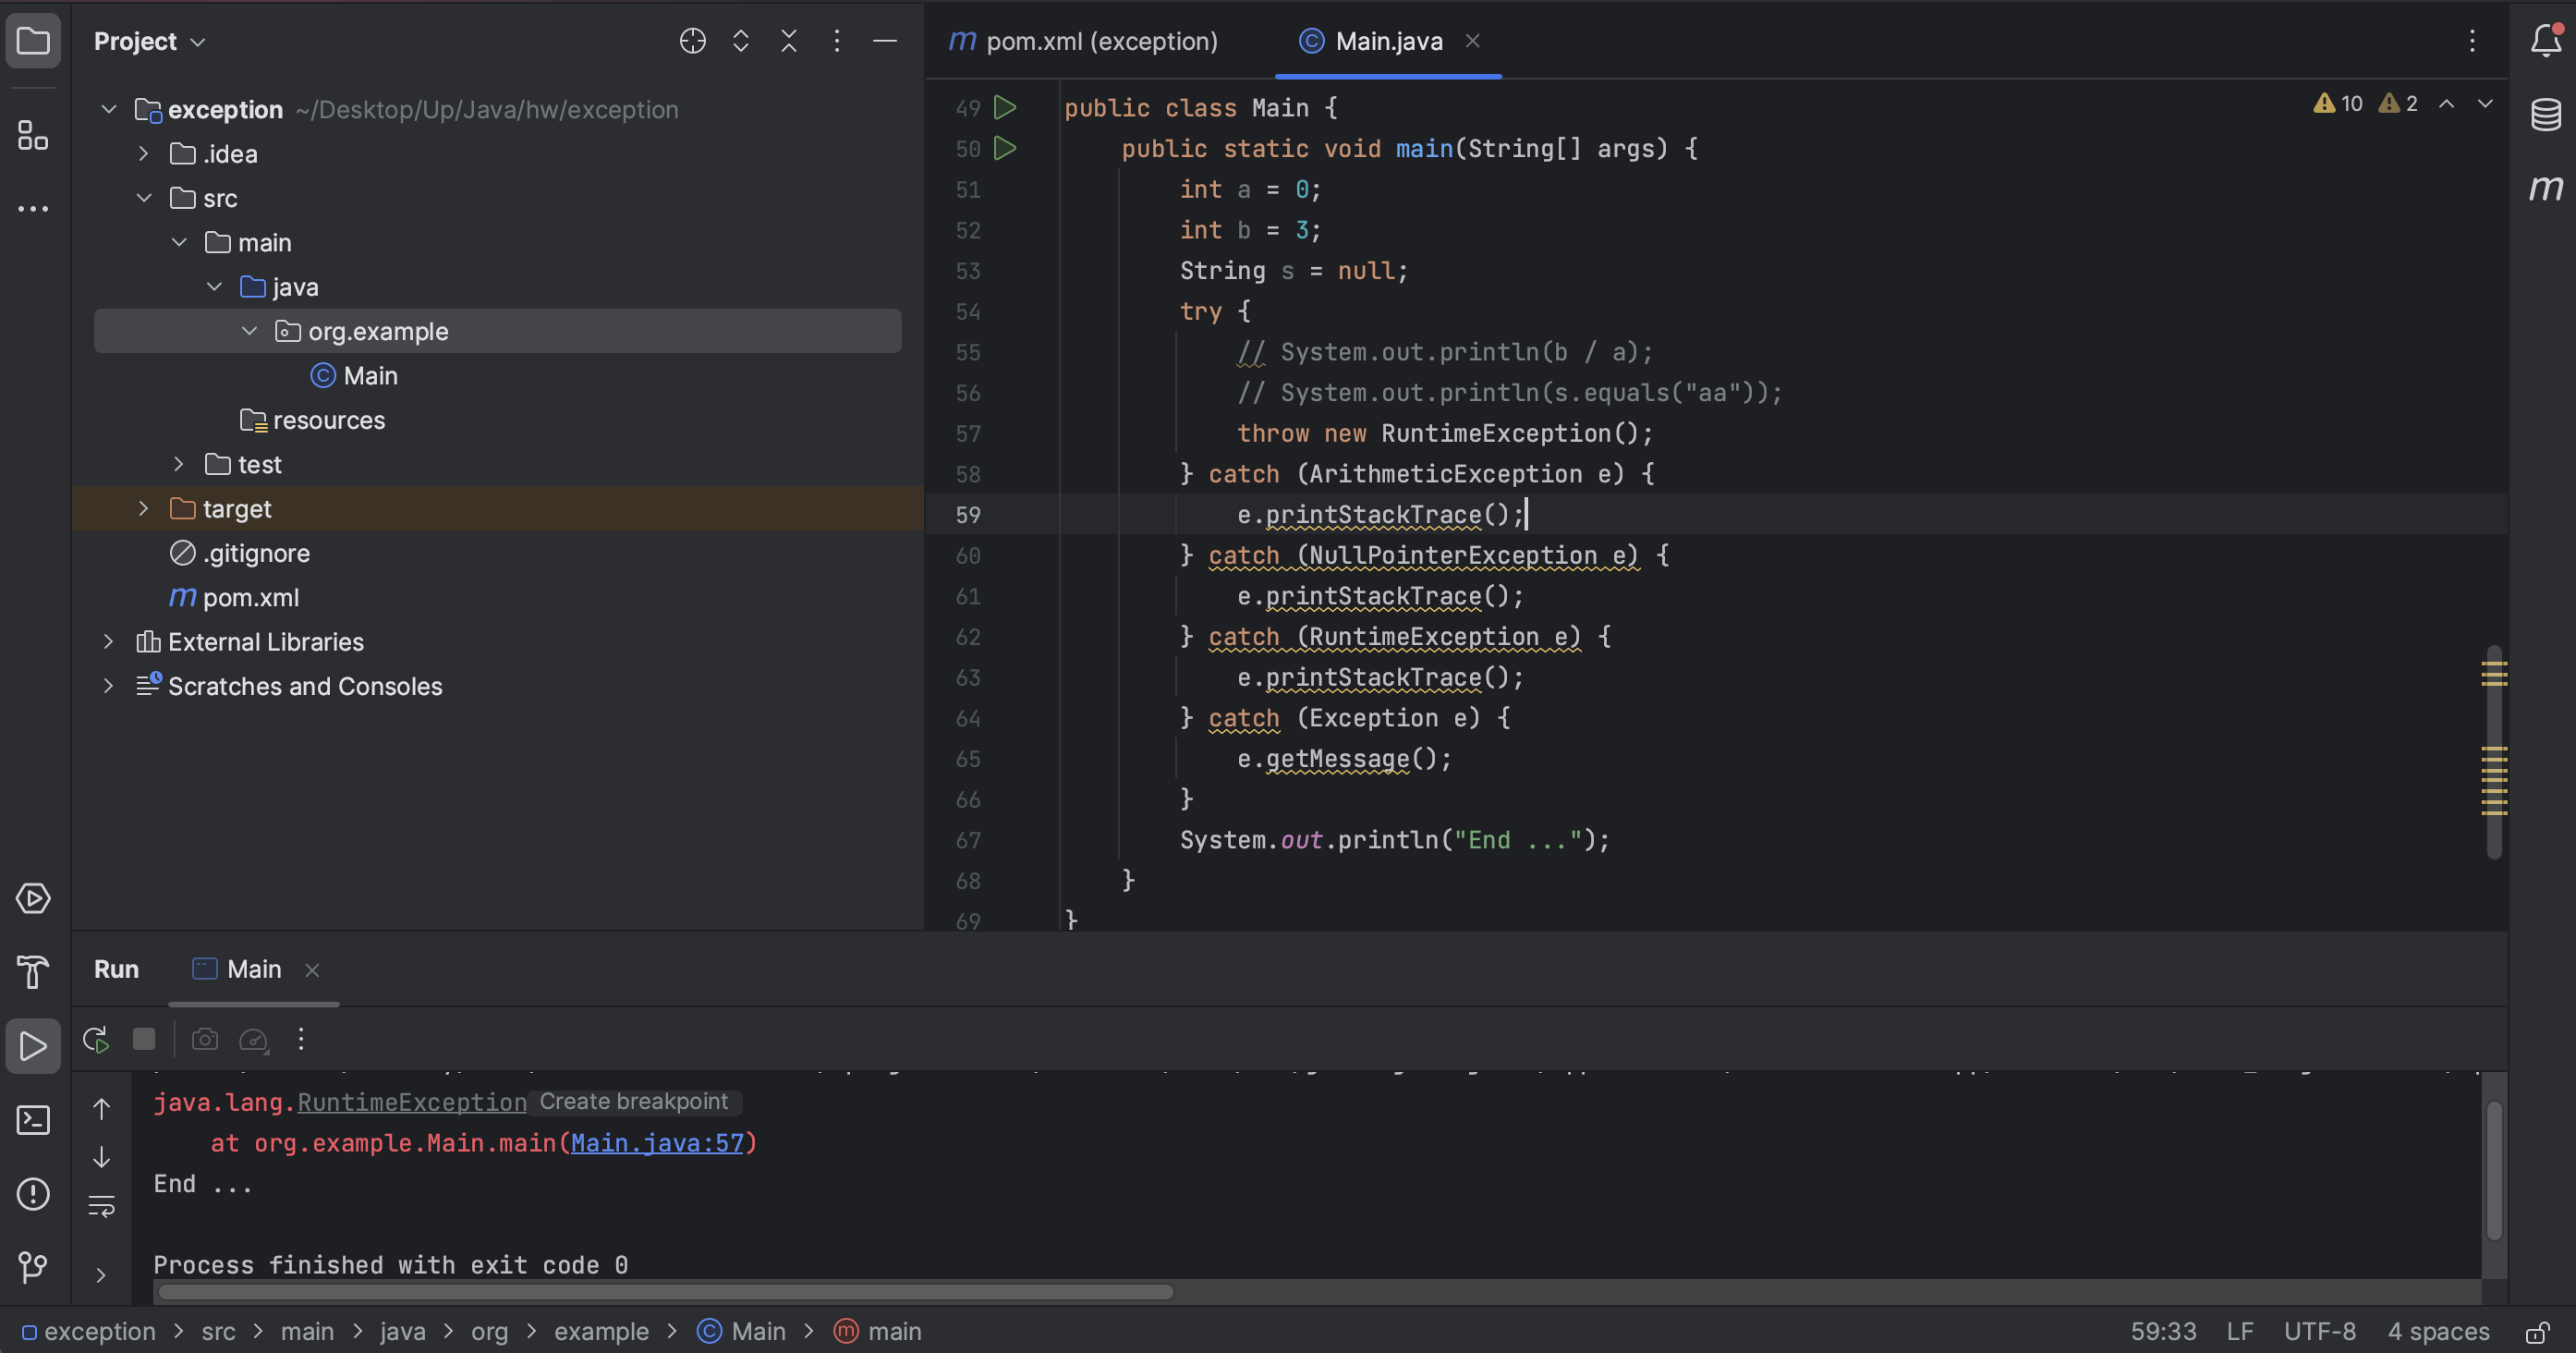 Project
exception ~/Desktop/Up/Java/hw/exception
.idea
src
main
java
org.example
Main
resources
test
target
.gitignore
pom.xml
External Libraries
Scratches and Consoles
pom.xml (exception)
Main.java
10 2
49 public class Main {
50 public static void main(String[] args) {
51 int a = 0;
52 int b = 3;
53 String s = null;
54 try {
55 // System.out.println(b / a);
56 // System.out.println(s.equals("aa"));
57 throw new RuntimeException();
58 } catch (ArithmeticException e) {
59 e.printStackTrace();
60 } catch (NullPointerException e) {
61 e.printStackTrace();
62 } catch (RuntimeException e) {
63 e.printStackTrace();
64 } catch (Exception e) {
65 e.getMessage();
66 }
67 System.out.println("End ...");
68 }
69 }
Run Main
java.lang.RuntimeException Create breakpoint
at org.example.Main.main(Main.java:57)
End ...
Process finished with exit code 0
exception > src > main > java > org > example > Main > main
59:33 LF UTF-8 4 spaces